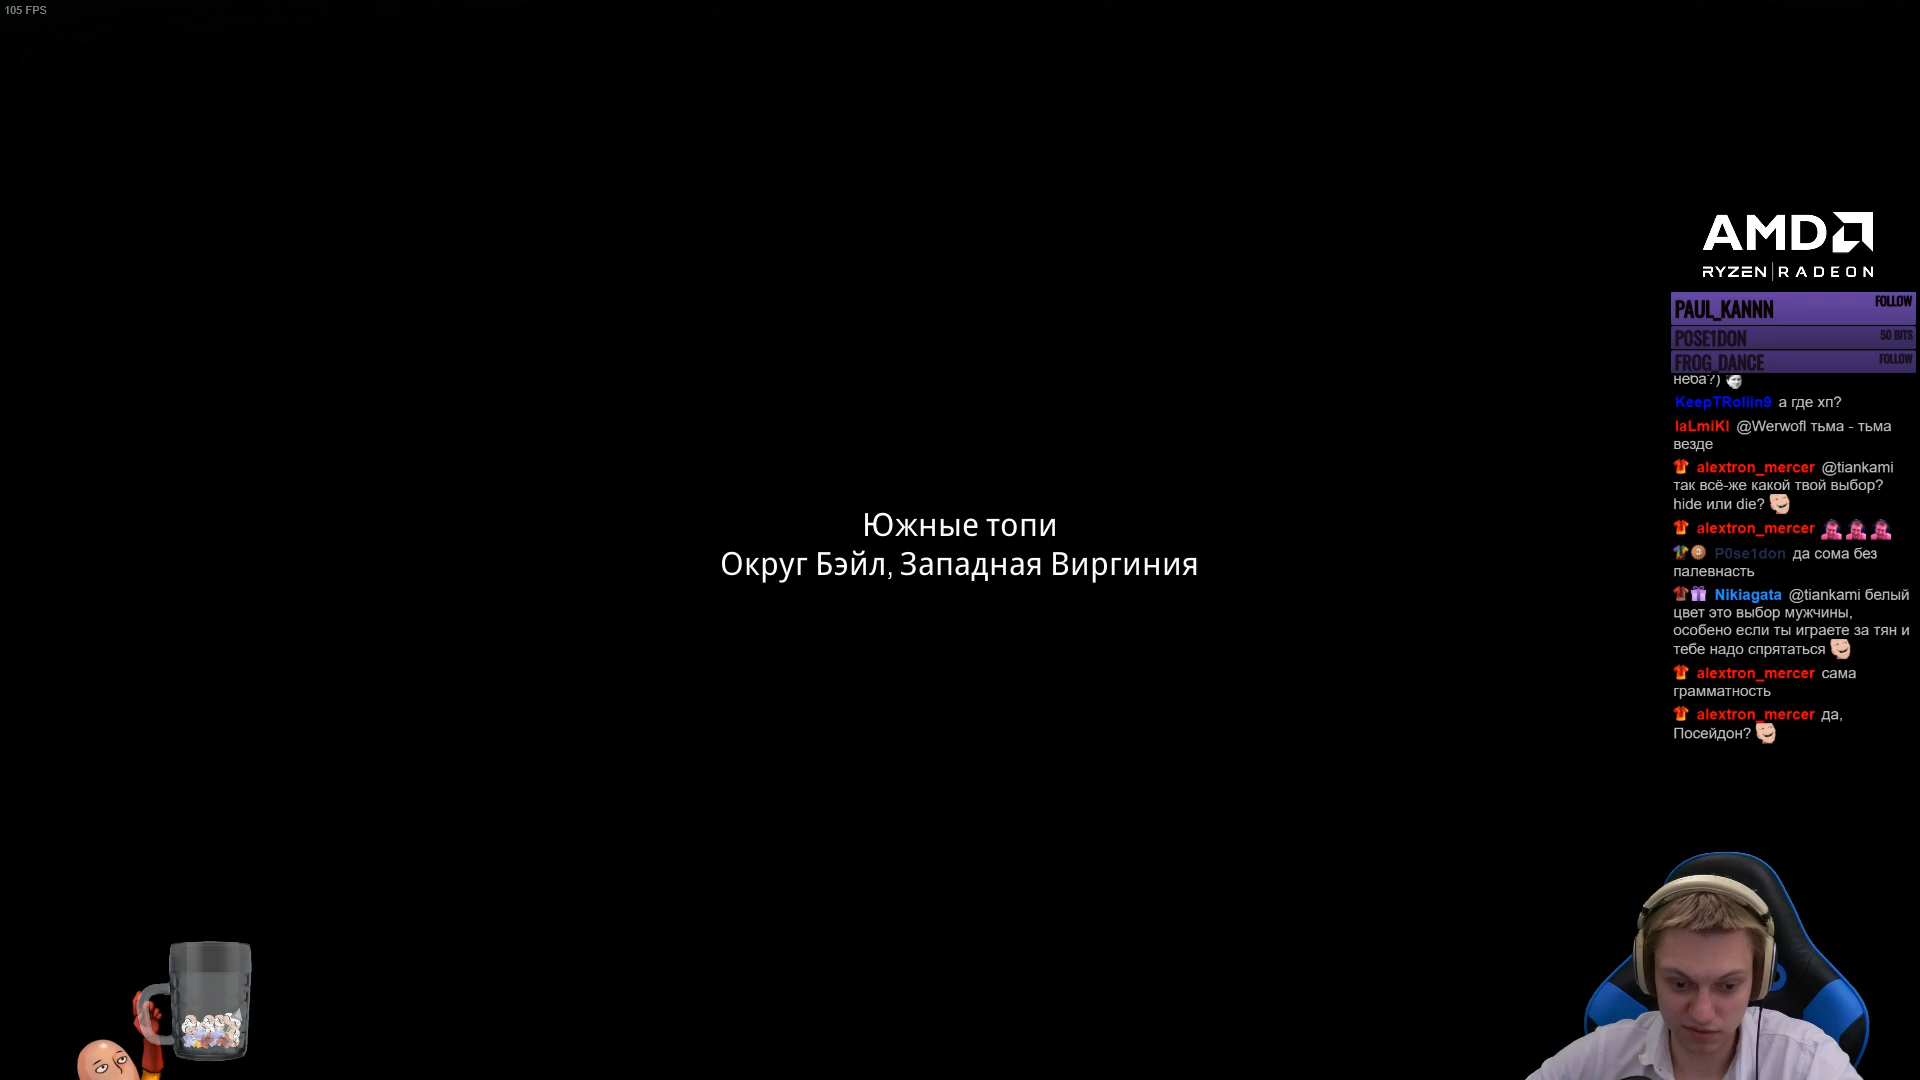 105 FPS
Южные топи
Округ Бэйл, Западная Виргиния
AMD
RYZEN RADEON
PAUL_KANNN FOLLOW
POSE1DON 50 BITS
FROG_DANCE FOLLOW
неба?)
KeepTRollin9 а где хп?
laLmiKl @Werwofl тьма - тьма
везде
alextron_mercer @tiankami
так всё-же какой твой выбор?
hide или die?
alextron_mercer
P0se1don да сома без
палевнасть
Nikiagata @tiankami белый
цвет это выбор мужчины,
особено если ты играете за тян и
тебе надо спрятаться
alextron_mercer сама
грамматность
alextron_mercer да,
Посейдон?